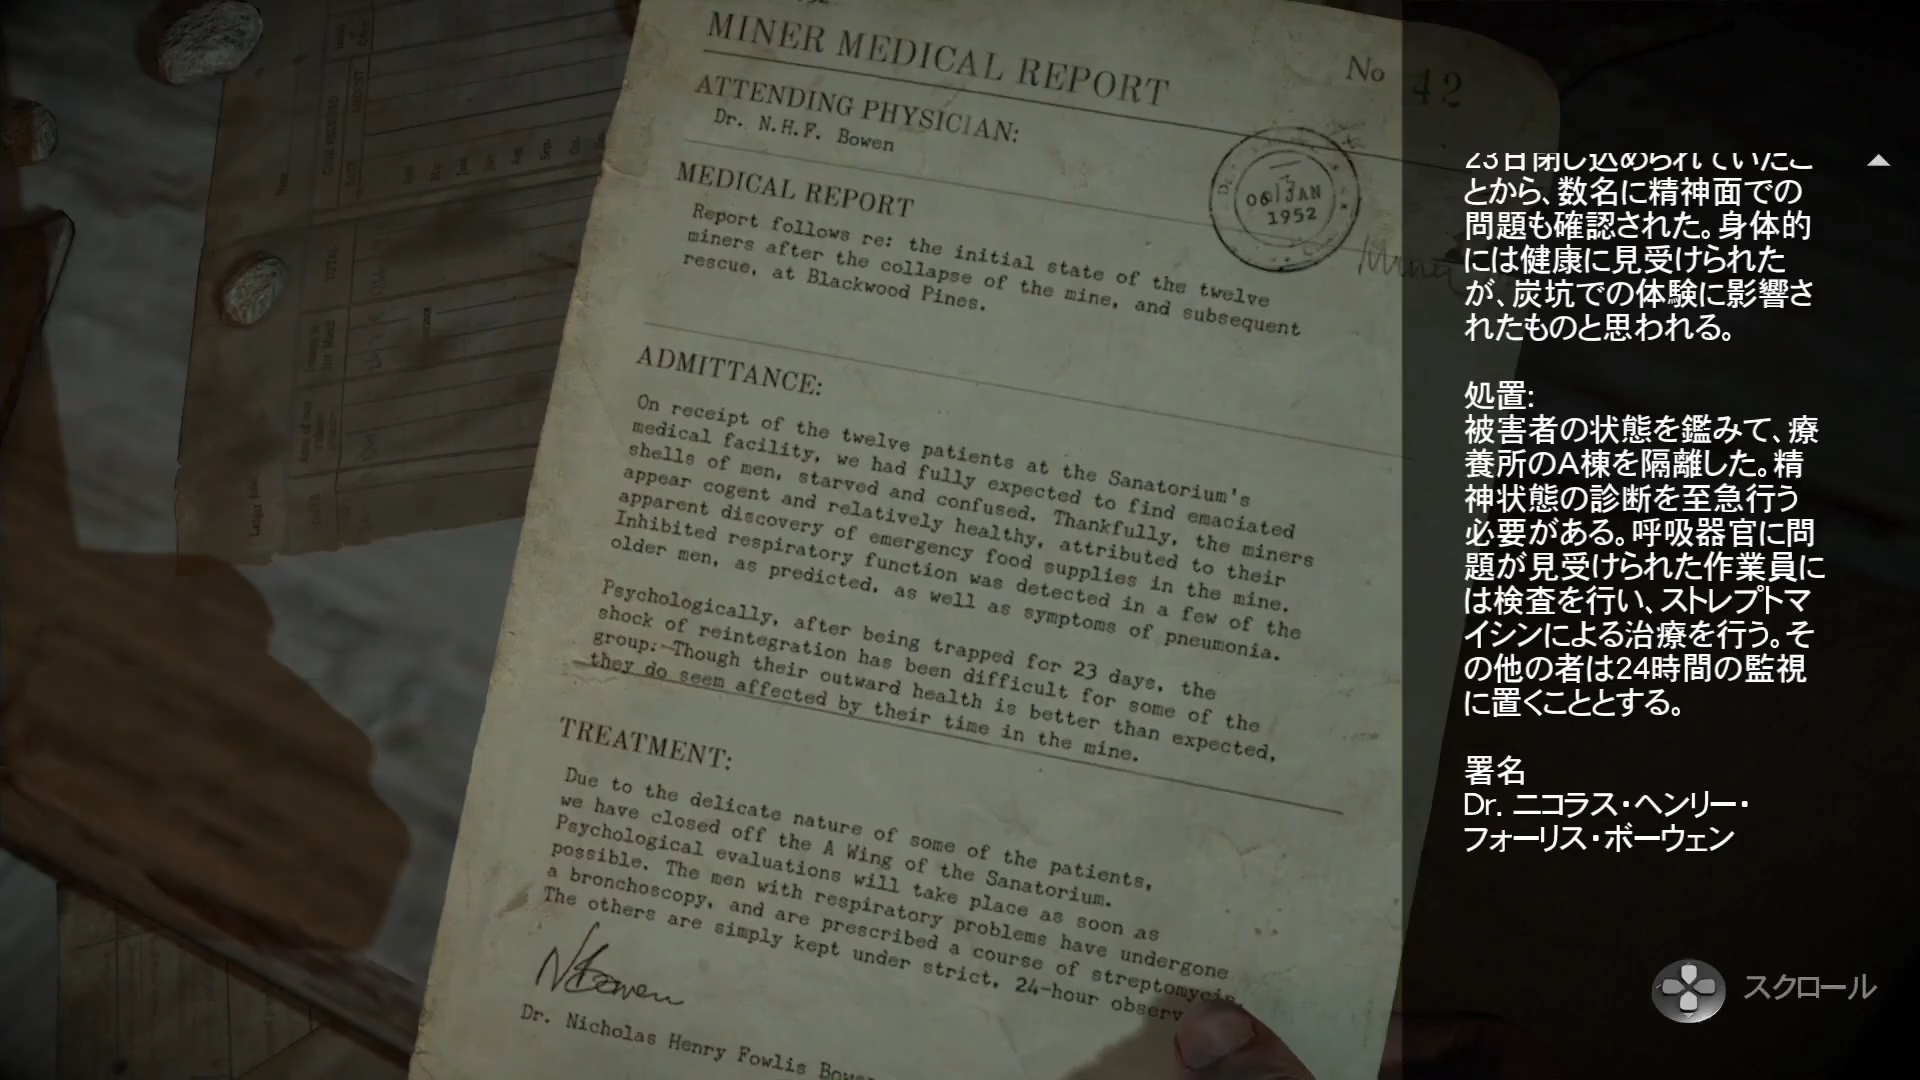 MINER MEDICAL REPORT
No 42
ATTENDING PHYSICIAN:
Dr. N.H.F. Bowen
JAN
1952
MEDICAL REPORT
Report follows re: the initial state of the twelve
miners after the collapse of the mine, and subsequent
rescue, at Blackwood Pines.
ADMITTANCE:
On receipt of the twelve patients at the Sanatorium's
medical facility, we had fully expected to find emaciated
shells of men, starved and confused. Thankfully, the miners
appear cogent and relatively healthy, attributed to their
apparent discovery of emergency food supplies in the mine.
Inhibited respiratory function was detected in a few of the
older men, as predicted, as well as symptoms of pneumonia.
Psychologically, after being trapped for 23 days, the
shock of reintegration has been difficult for some of the
group: Though their outward health is better than expected,
they do seem affected by their time in the mine.
TREATMENT:
Due to the delicate nature of some of the patients,
we have closed off the A Wing of the Sanatorium.
Psychological evaluations will take place as soon as
possible. The men with respiratory problems have undergone
a bronchoscopy, and are prescribed a course of streptomycin.
The others are simply kept under strict, 24-hour observ
NBowen
Dr. Nicholas Henry Fowlis Bowen
23日閉じ込められていたこ
とから、数名に精神面での
問題も確認された。身体的
には健康に見受けられた
が、炭坑での体験に影響さ
れたものと思われる。
処置:
被害者の状態を鑑みて、療
養所のA棟を隔離した。精
神状態の診断を至急行う
必要がある。呼吸器官に問
題が見受けられた作業員に
は検査を行い、ストレプトマ
イシンによる治療を行う。そ
の他の者は24時間の監視
に置くこととする。
署名
Dr. ニコラス・ヘンリー・
フォーリス・ボーウェン
スクロール